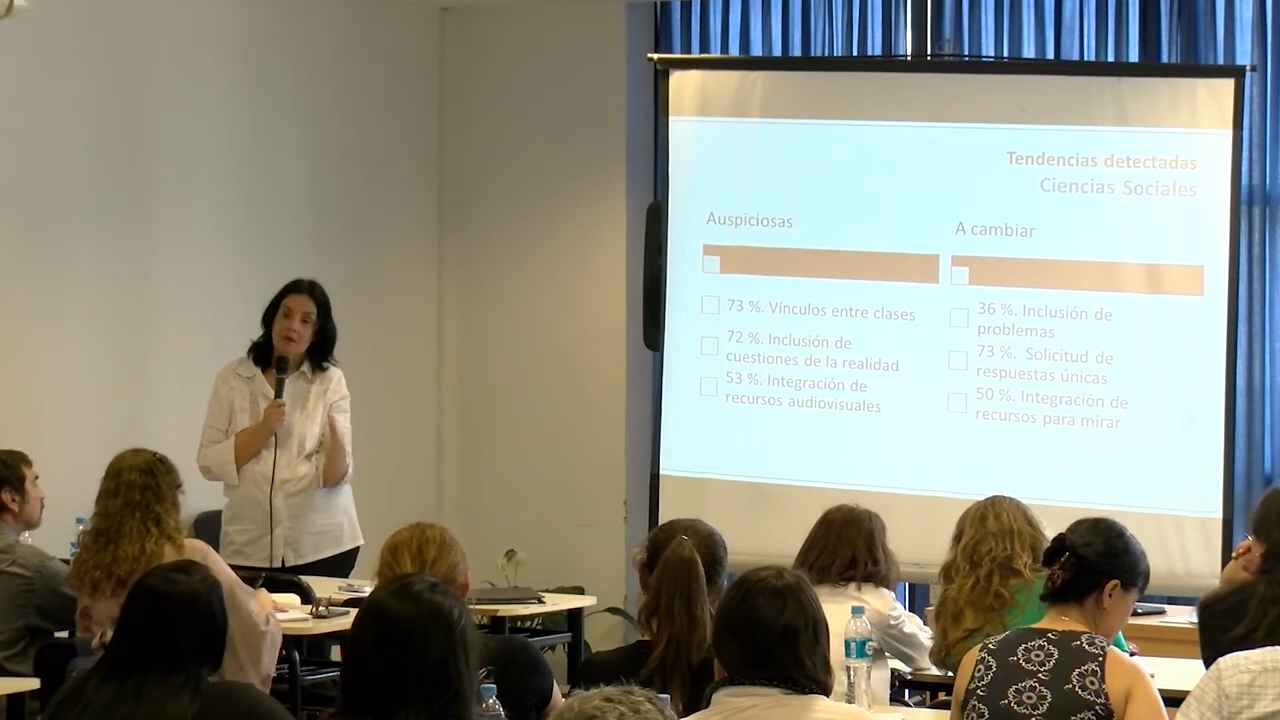 Tendencias detectadas
Ciencias Sociales
Auspiciosas
73 %. Vínculos entre clases
72 %. Inclusión de
cuestiones de la realidad
53 %. Integración de
recursos audiovisuales
A cambiar
36 %. Inclusión de
problemas
73 %. Solicitud de
respuestas únicas
50 %. Integración de
recursos para mirar